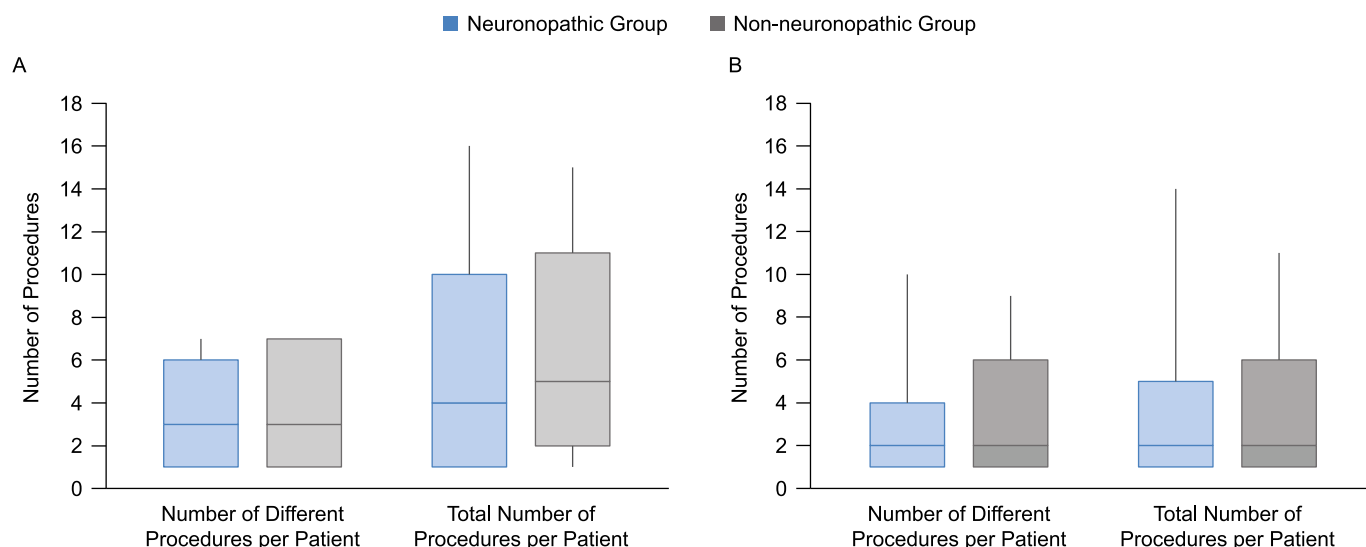 Neuronopathic Group
Non-neuronopathic Group
A
Number of Procedures
18
16
14
12
10
8
6
4
2
0
Number of Different
Procedures per Patient
Total Number of
Procedures per Patient
B
Number of Procedures
18
16
14
12
10
8
6
4
2
0
Number of Different
Procedures per Patient
Total Number of
Procedures per Patient